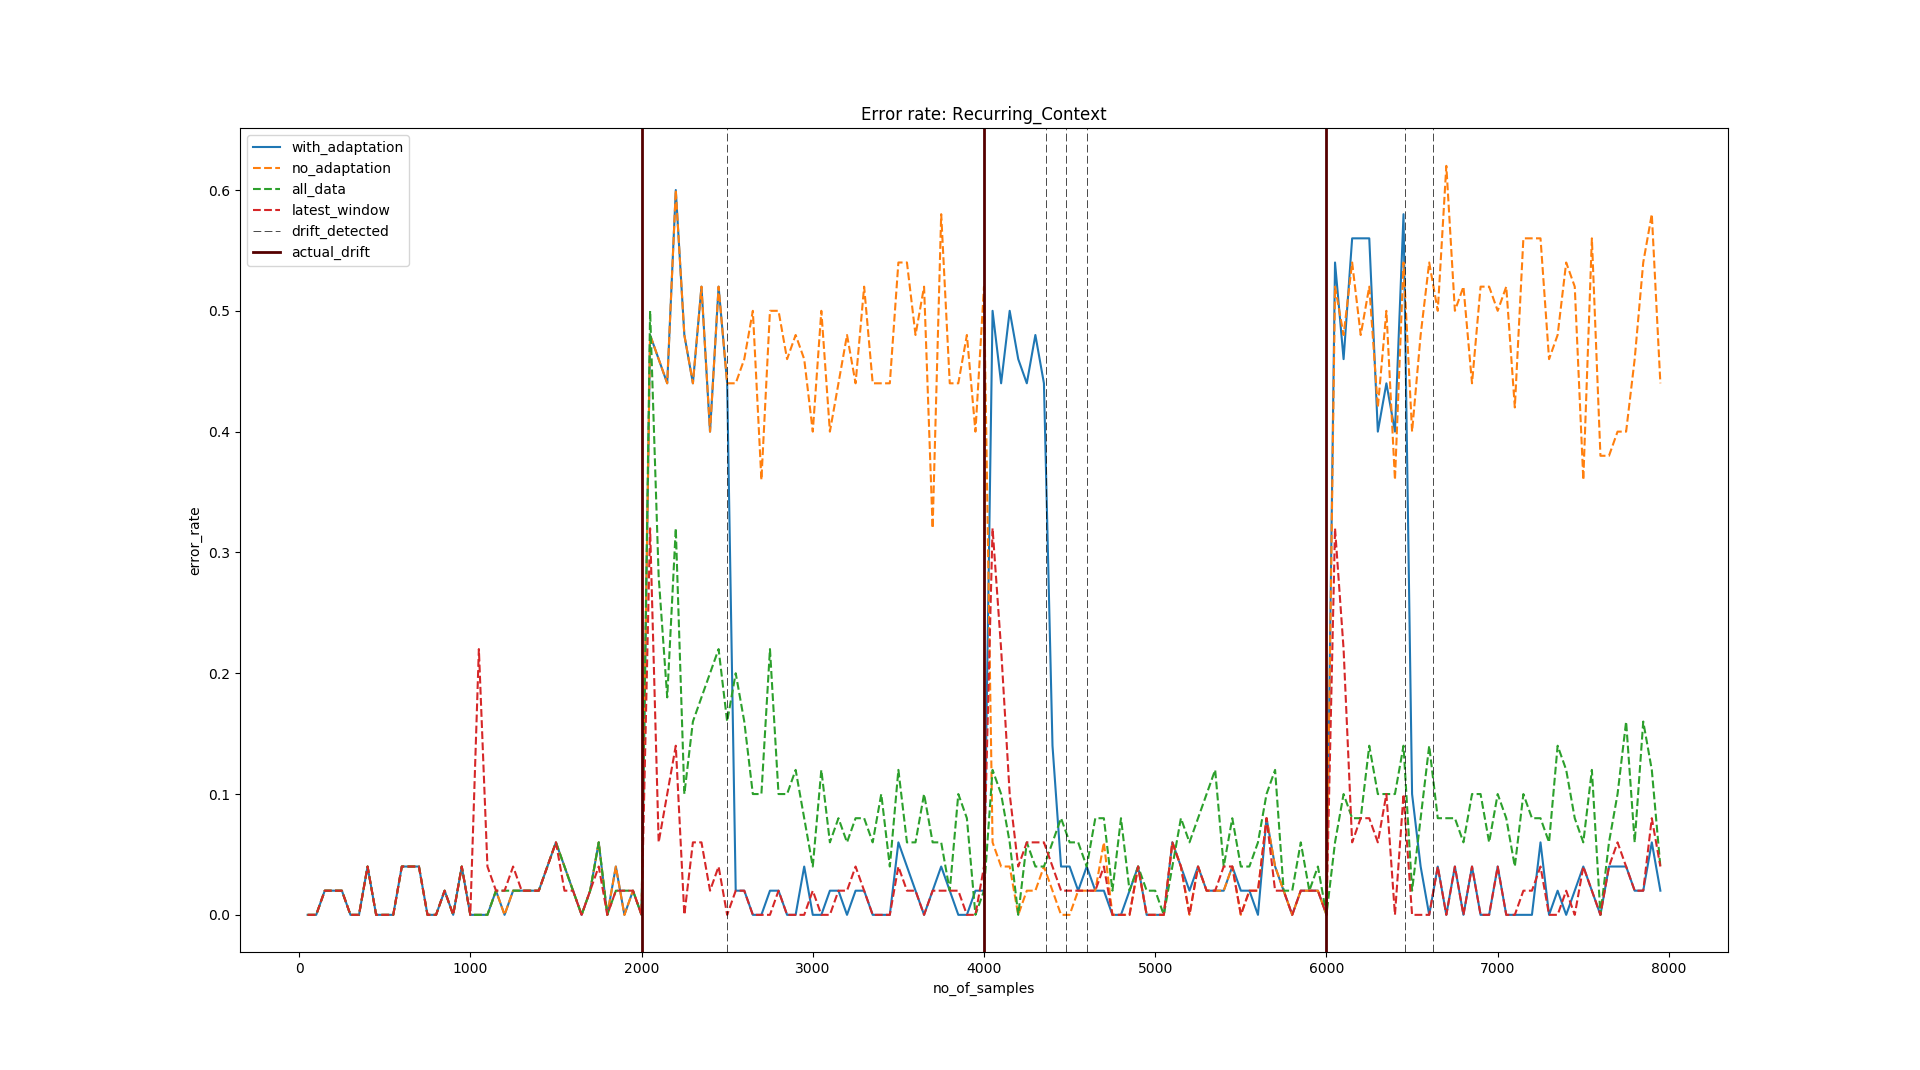 Error rate: Recurring_Context
with_adaptation
no_adaptation
all_data
latest_window
drift_detected
actual_drift
error_rate
0.6
0.5
0.4
0.3
0.2
0.1
0.0
0 1000 2000 3000 4000 5000 6000 7000 8000
no_of_samples